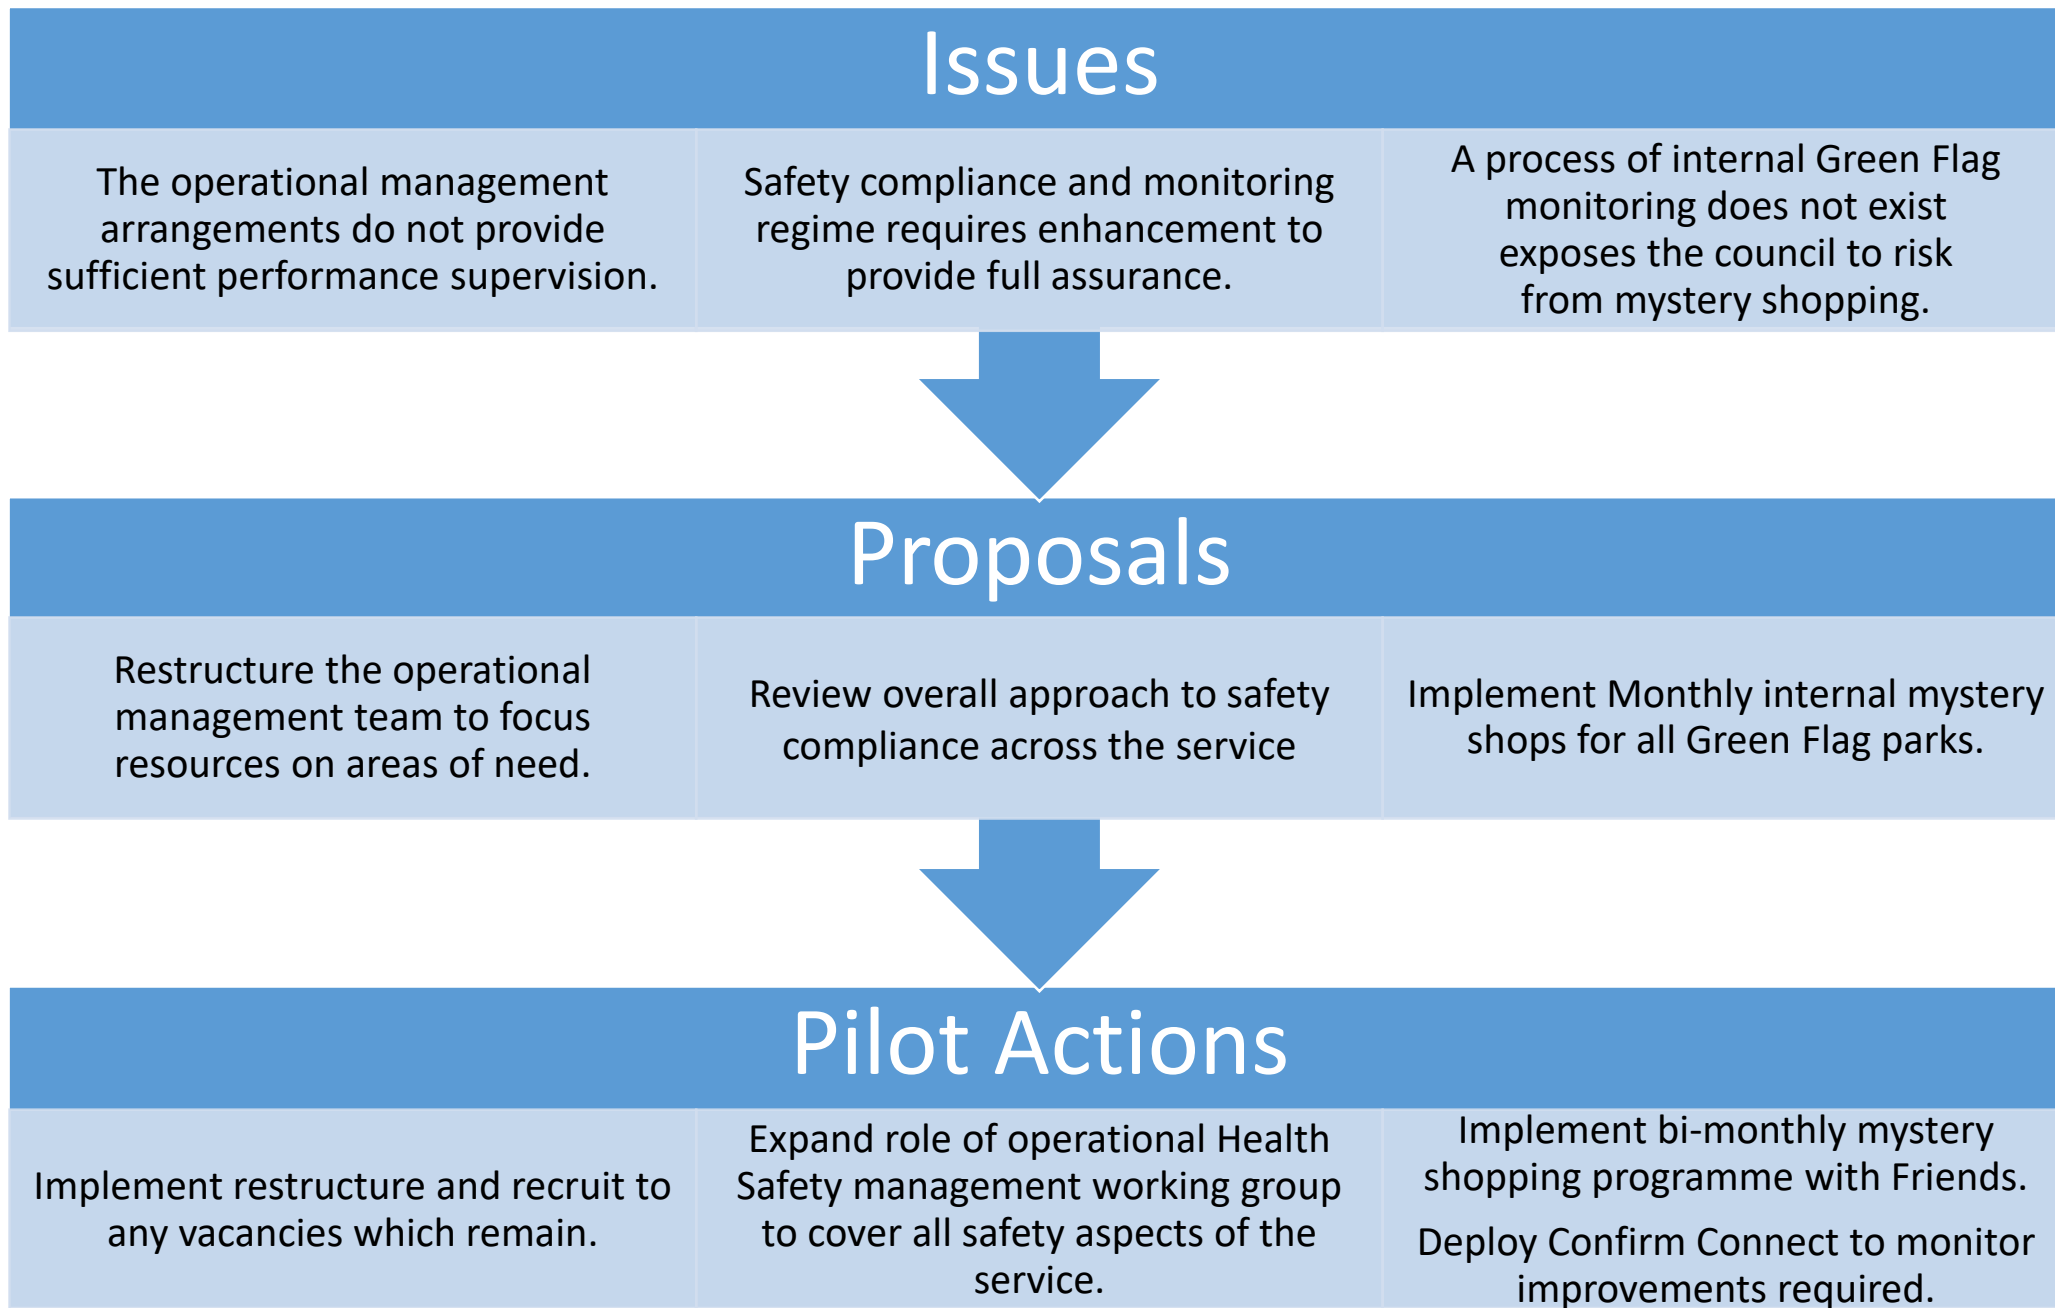 Issues
The operational management
arrangements do not provide
sufficient performance supervision.
Safety compliance and monitoring
regime requires enhancement to
provide full assurance.
A process of internal Green Flag
monitoring does not exist
exposes the council to risk
from mystery shopping.
Proposals
Restructure the operational
management team to focus
resources on areas of need.
Review overall approach to safety
compliance across the service
Implement Monthly internal mystery
shops for all Green Flag parks.
Pilot Actions
Implement restructure and recruit to
any vacancies which remain.
Expand role of operational Health
Safety management working group
to cover all safety aspects of the
service.
Implement bi-monthly mystery
shopping programme with Friends.
Deploy Confirm Connect to monitor
improvements required.